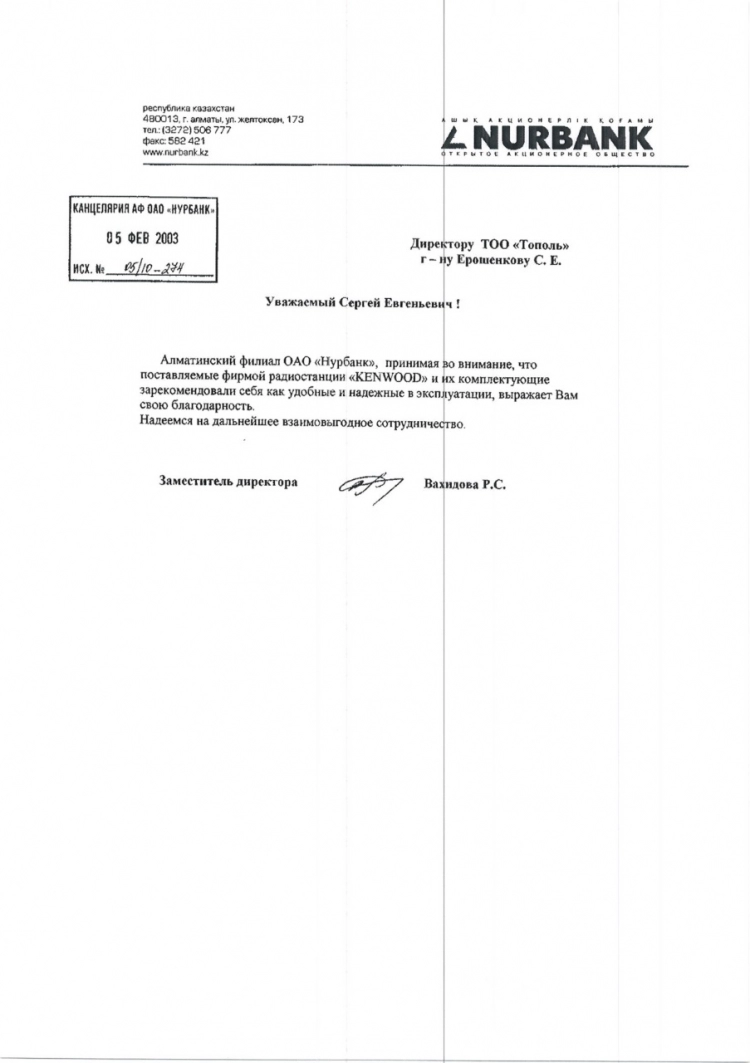 республика казахстан
480013, г. алматы, ул. желтоксан, 173
тел.: (3272) 506 777
факс: 582 421
www.nurbank.kz
АШЫҚ АКЦИОНЕРЛІК ҚОҒАМЫ
NURBANK
ОТКРЫТОЕ АКЦИОНЕРНОЕ ОБЩЕСТВО
КАНЦЕЛЯРИЯ АФ ОАО «НУРБАНК»
05 ФЕВ 2003
ИСХ. № 05/10-274
Директору ТОО «Тополь»
г – ну Ерошенкову С. Е.
Уважаемый Сергей Евгеньевич !
Алматинский филиал ОАО «Нурбанк», принимая во внимание, что
поставляемые фирмой радиостанции «KENWOOD» и их комплектующие
зарекомендовали себя как удобные и надежные в эксплуатации, выражает Вам
свою благодарность.
Надеемся на дальнейшее взаимовыгодное сотрудничество.
Заместитель директора Вахидова Р.С.